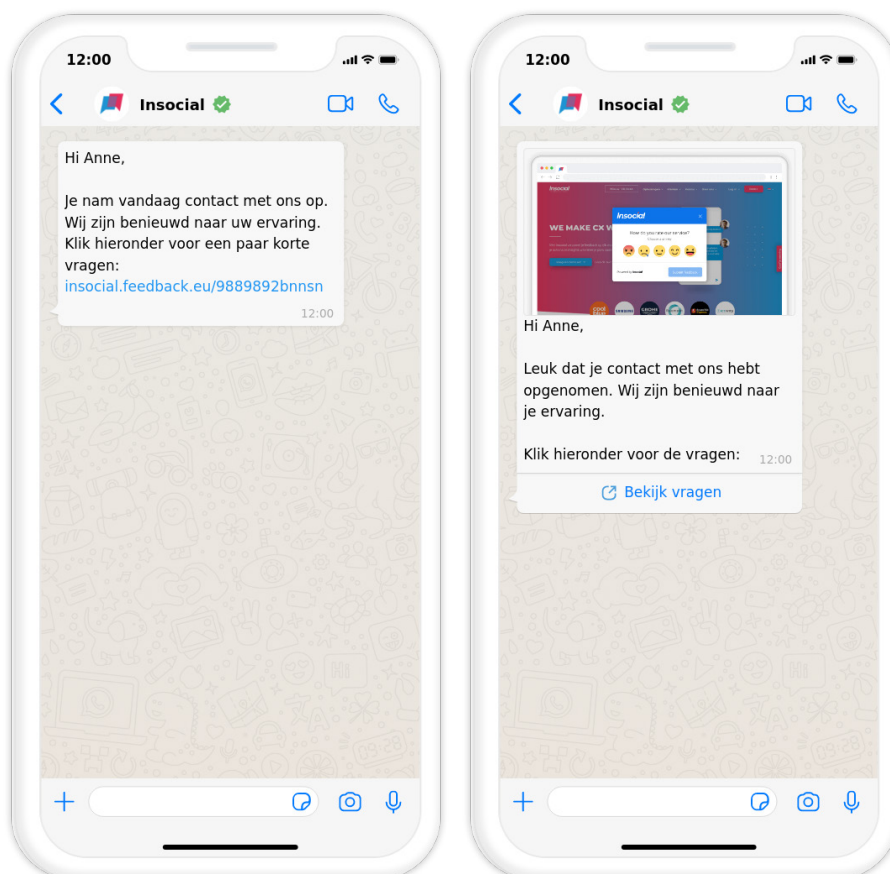 12:00
Insocial
Hi Anne,
Je nam vandaag contact met ons op.
Wij zijn benieuwd naar uw ervaring.
Klik hieronder voor een paar korte
vragen:
insocial.feedback.eu/9889892bnnsn
12:00
12:00
Insocial
Insocial
WE MAKE CX W
Insocial
Hi Anne,
Leuk dat je contact met ons hebt
opgenomen. Wij zijn benieuwd naar
je ervaring.
Klik hieronder voor de vragen:
12:00
Bekijk vragen